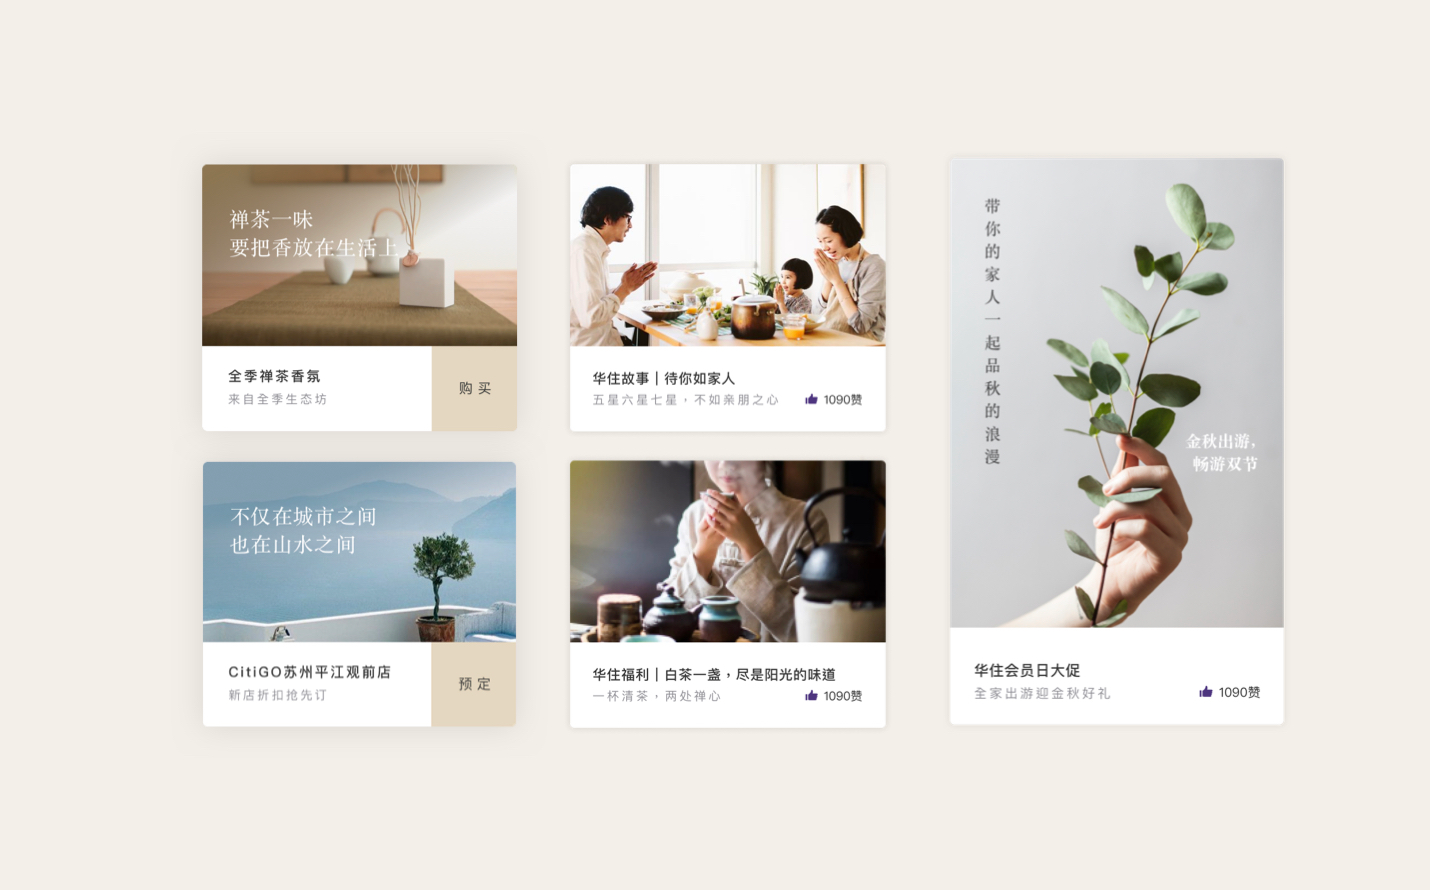 禅茶一味
要把香放在生活上
全季禅茶香氛
来自全季生态坊
购买
不仅在城市之间
也在山水之间
CitiGO苏州平江观前店
新店折扣抢先订
预定
华住故事丨待你如家人
五星六星七星，不如亲朋之心
1090赞
华住福利丨白茶一盏，尽是阳光的味道
一杯清茶，两处禅心
1090赞
带你的家人一起品秋的浪漫
金秋出游，
畅游双节
华住会员日大促
全家出游迎金秋好礼
1090赞